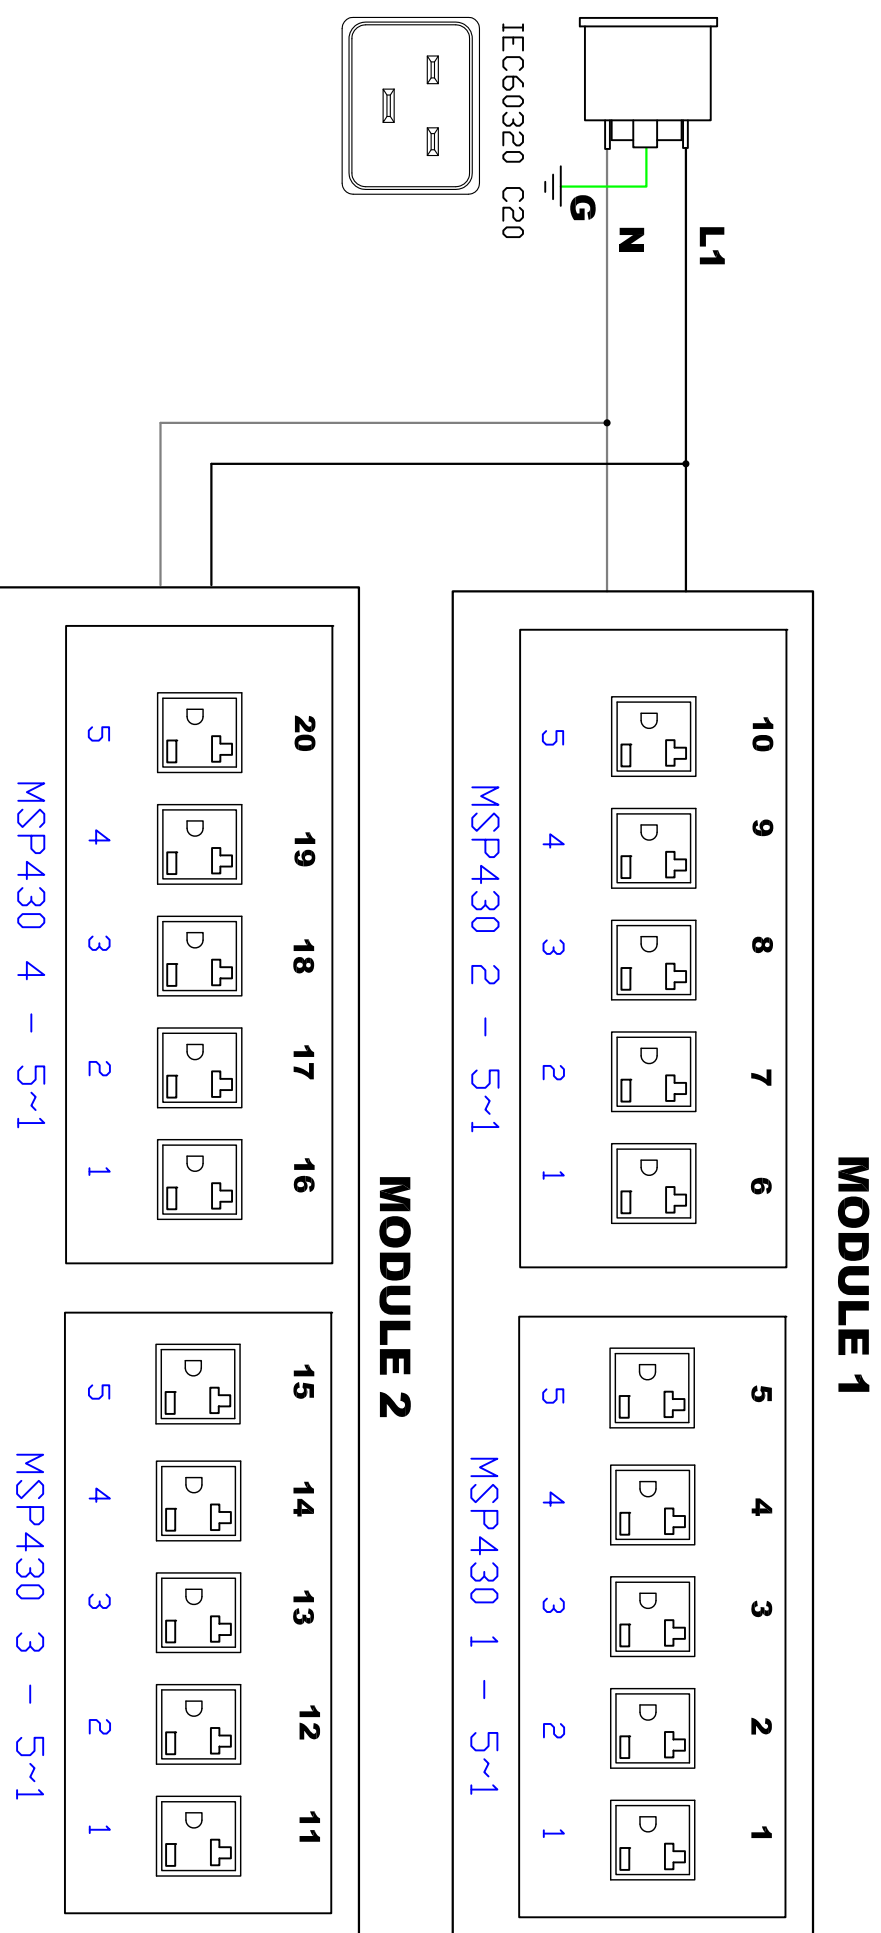 IEC60320 C20
G
N
L1
MODULE 1
10 9 8 7 6
5 4 3 2 1
MSP430 2 - 5~1
5 4 3 2 1
5 4 3 2 1
MSP430 1 - 5~1
MODULE 2
20 19 18 17 16
5 4 3 2 1
MSP430 4 - 5~1
15 14 13 12 11
5 4 3 2 1
MSP430 3 - 5~1